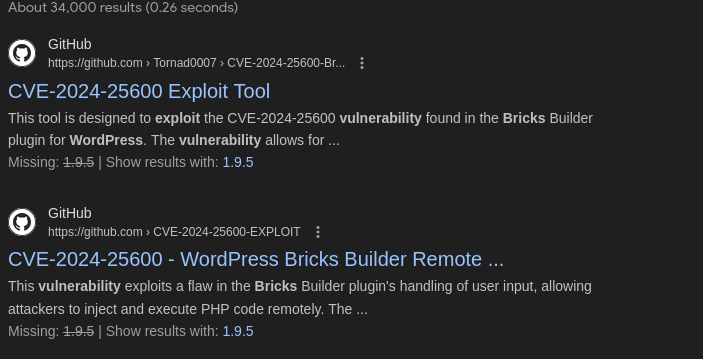 About 34,000 results (0.26 seconds)
GitHub
https://github.com › Tornad0007 › CVE-2024-25600-Br...
CVE-2024-25600 Exploit Tool
This tool is designed to exploit the CVE-2024-25600 vulnerability found in the Bricks Builder
plugin for WordPress. The vulnerability allows for ...
Missing: 1.9.5 | Show results with: 1.9.5
GitHub
https://github.com › CVE-2024-25600-EXPLOIT
CVE-2024-25600 - WordPress Bricks Builder Remote ...
This vulnerability exploits a flaw in the Bricks Builder plugin's handling of user input, allowing
attackers to inject and execute PHP code remotely. The ...
Missing: 1.9.5 | Show results with: 1.9.5